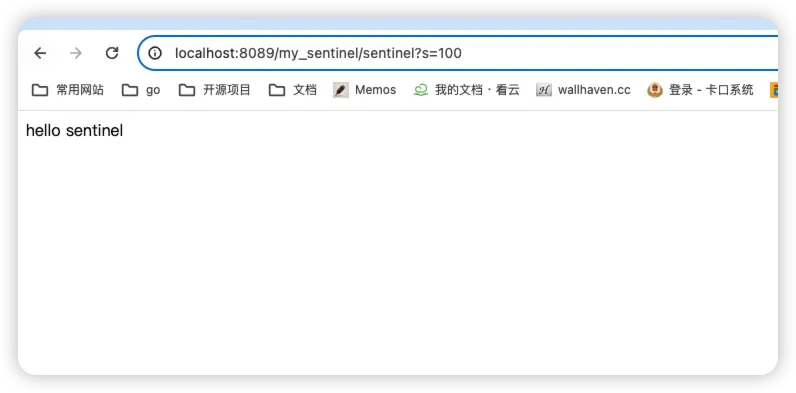 localhost:8089/my_sentinel/sentinel?s=100
常用网站 go 开源项目 文档 Memos 我的文档 · 看云 wallhaven.cc 登录 - 卡口系统
hello sentinel